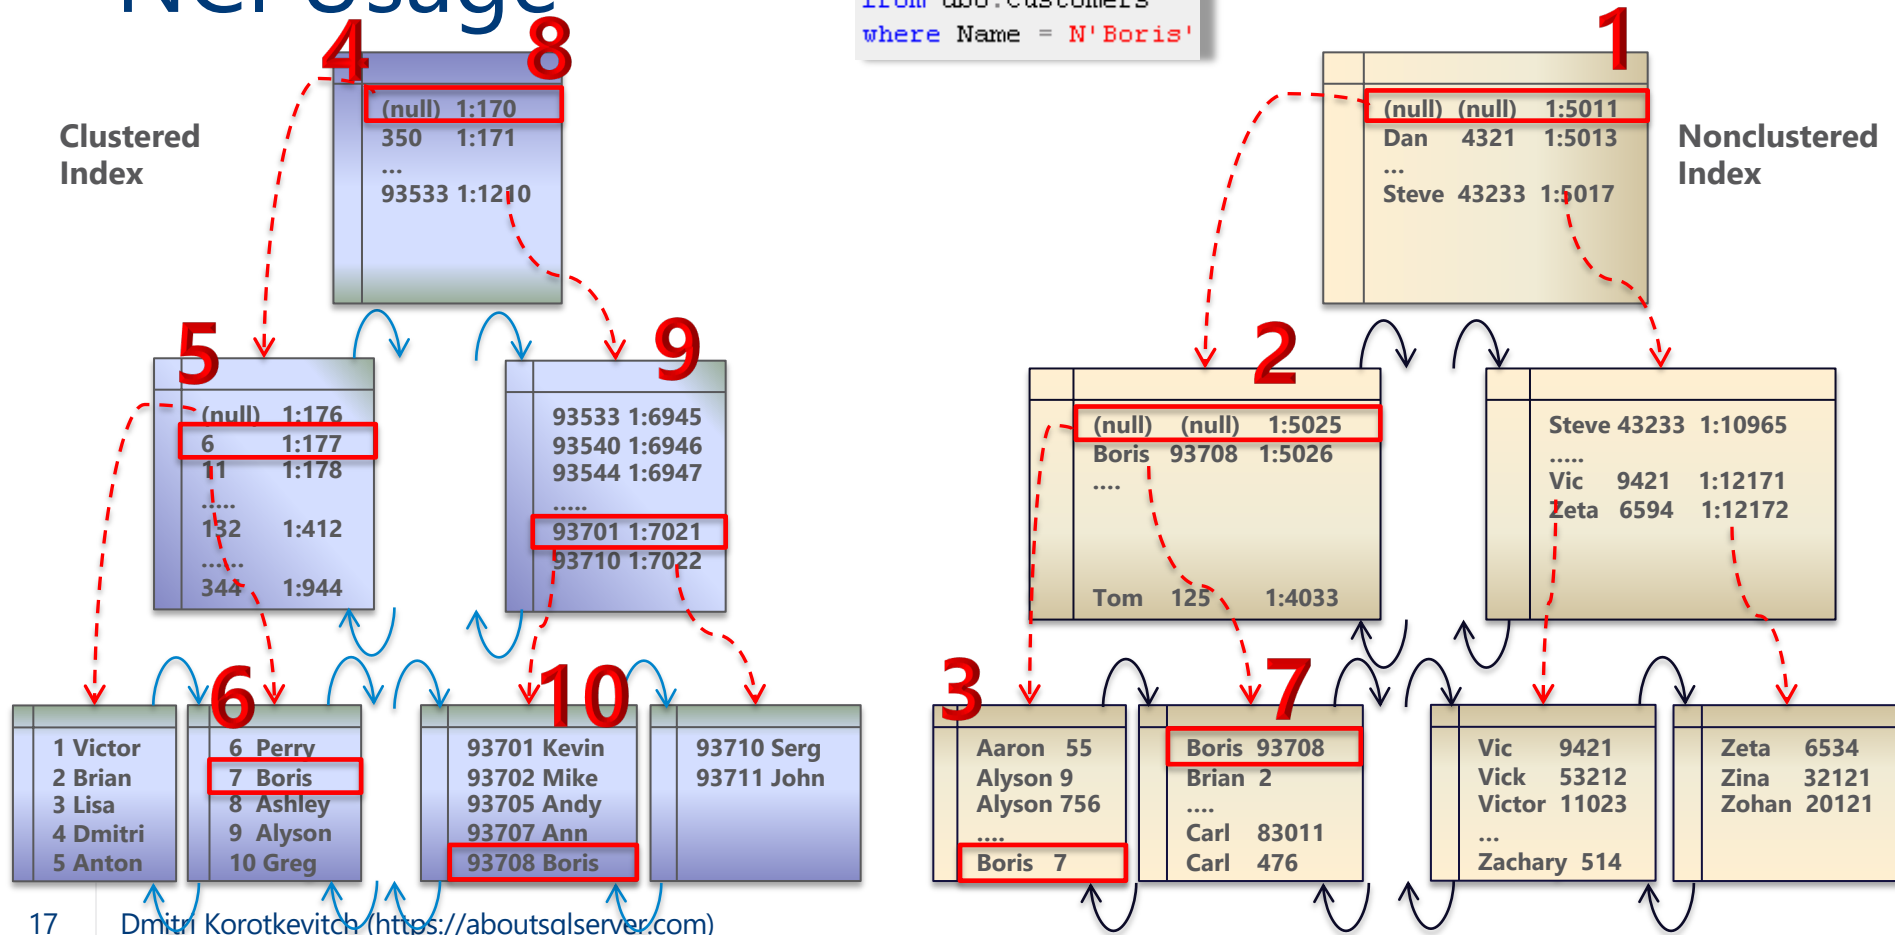 NCI Usage
from dbo.Customers
where Name = N'Boris'
Clustered
Index
4
8
(null) 1:170
350 1:171
...
93533 1:1210
5
(null) 1:176
6 1:177
11 1:178
.....
132 1:412
......
344 1:944
9
93533 1:6945
93540 1:6946
93544 1:6947
.....
93701 1:7021
93710 1:7022
1 Victor
2 Brian
3 Lisa
4 Dmitri
5 Anton
6
6 Perry
7 Boris
8 Ashley
9 Alyson
10 Greg
10
93701 Kevin
93702 Mike
93705 Andy
93707 Ann
93708 Boris
93710 Serg
93711 John
Nonclustered
Index
1
(null) (null) 1:5011
Dan 4321 1:5013
...
Steve 43233 1:5017
2
(null) (null) 1:5025
Boris 93708 1:5026
....
Tom 125 1:4033
Steve 43233 1:10965
.....
Vic 9421 1:12171
Zeta 6594 1:12172
3
Aaron 55
Alyson 9
Alyson 756
....
Boris 7
7
Boris 93708
Brian 2
....
Carl 83011
Carl 476
Vic 9421
Vick 53212
Victor 11023
...
Zachary 514
Zeta 6534
Zina 32121
Zohan 20121
17
Dmitri Korotkevitch (https://aboutsqlserver.com)